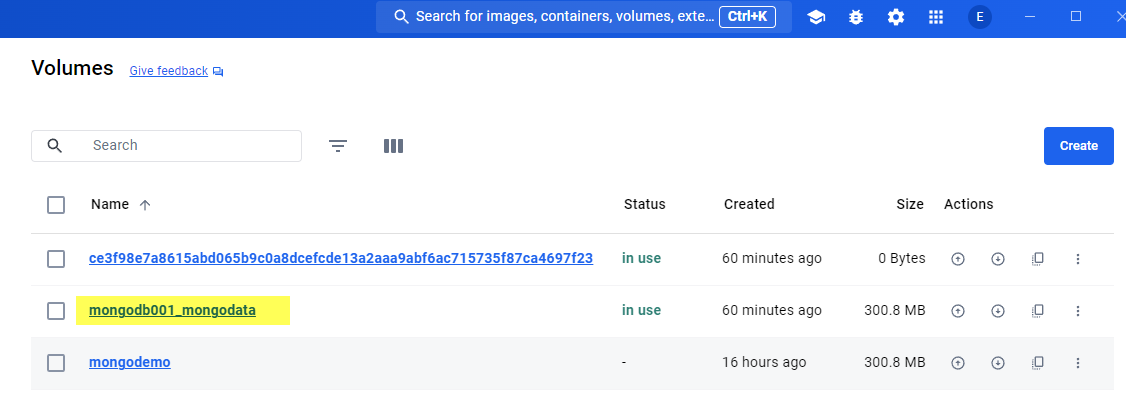 Search for images, containers, volumes, exte... Ctrl+K E
Volumes Give feedback
Search
Create
Name Status Created Size Actions
ce3f98e7a8615abd065b9c0a8dcefcde13a2aaa9abf6ac715735f87ca4697f23 in use 60 minutes ago 0 Bytes
mongodb001_mongodata in use 60 minutes ago 300.8 MB
mongodemo - 16 hours ago 300.8 MB